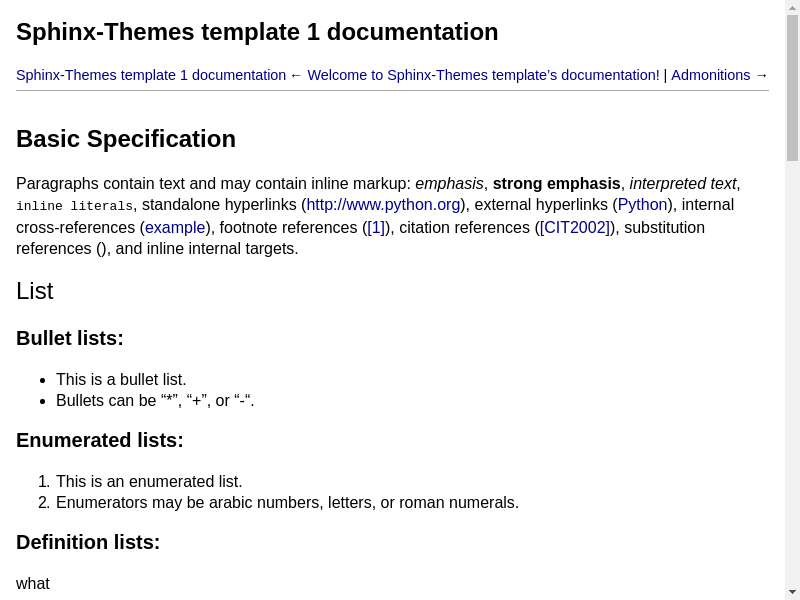 Sphinx-Themes template 1 documentation
Sphinx-Themes template 1 documentation ← Welcome to Sphinx-Themes template’s documentation! | Admonitions →
Basic Specification
Paragraphs contain text and may contain inline markup: emphasis, strong emphasis, interpreted text,
inline literals, standalone hyperlinks (http://www.python.org), external hyperlinks (Python), internal
cross-references (example), footnote references ([1]), citation references ([CIT2002]), substitution
references (), and inline internal targets.
List
Bullet lists:
• This is a bullet list.
• Bullets can be “*”, “+”, or “-“.
Enumerated lists:
1. This is an enumerated list.
2. Enumerators may be arabic numbers, letters, or roman numerals.
Definition lists:
what